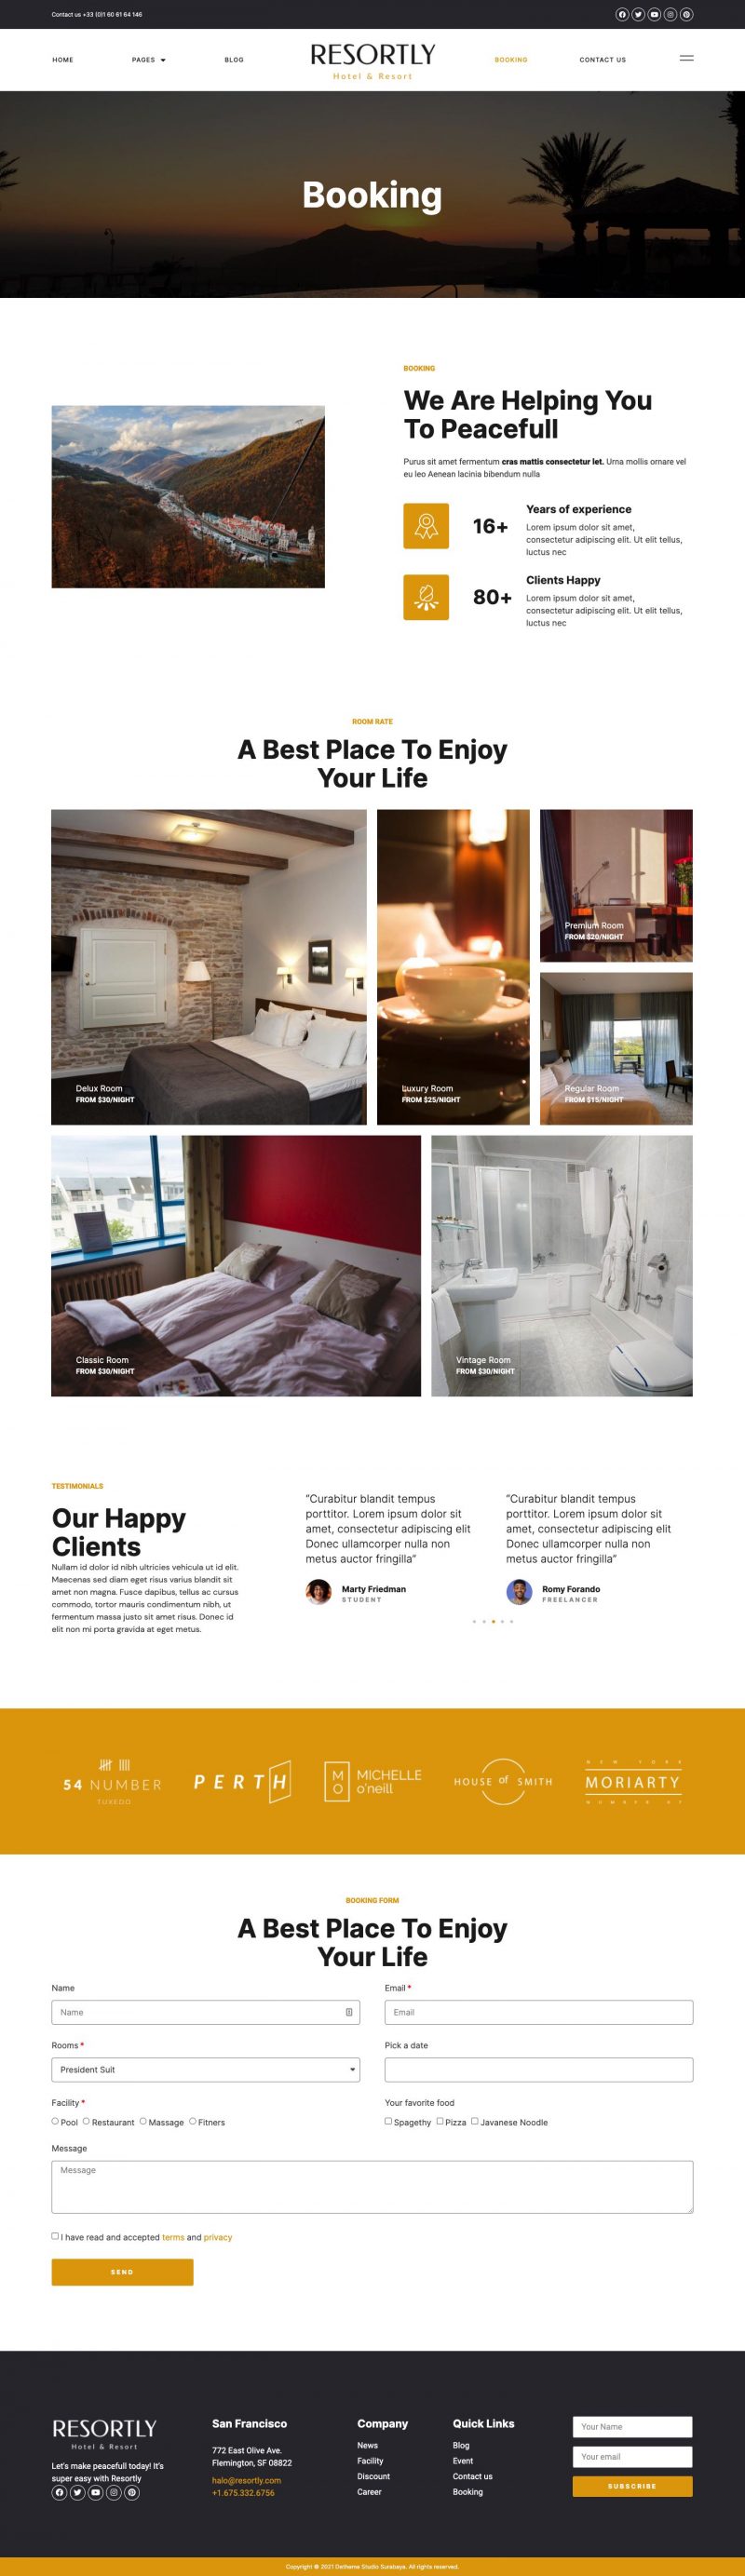 Contact us +33 (0)1 60 61 64 146
HOME PAGES BLOG
RESORTLY
Hotel & Resort
BOOKING CONTACT US
Booking
BOOKING
We Are Helping You
To Peacefull
Purus sit amet fermentum cras mattis consectetur let. Urna mollis ornare vel
eu leo Aenean lacinia bibendum nulla
16+
Years of experience
Lorem ipsum dolor sit amet,
consectetur adipiscing elit. Ut elit tellus,
luctus nec
80+
Clients Happy
Lorem ipsum dolor sit amet,
consectetur adipiscing elit. Ut elit tellus,
luctus nec
ROOM RATE
A Best Place To Enjoy
Your Life
Premium Room
FROM $20/NIGHT
Delux Room
FROM $30/NIGHT
Luxury Room
FROM $25/NIGHT
Regular Room
FROM $15/NIGHT
Classic Room
FROM $30/NIGHT
Vintage Room
FROM $30/NIGHT
TESTIMONIALS
Our Happy
Clients
Nullam id dolor id nibh ultricies vehicula ut id elit.
Maecenas sed diam eget risus varius blandit sit
amet non magna. Fusce dapibus, tellus ac cursus
commodo, tortor mauris condimentum nibh, ut
fermentum massa justo sit amet risus. Donec id
elit non mi porta gravida at eget metus.
“Curabitur blandit tempus
porttitor. Lorem ipsum dolor sit
amet, consectetur adipiscing elit
Donec ullamcorper nulla non
metus auctor fringilla”
Marty Friedman
STUDENT
“Curabitur blandit tempus
porttitor. Lorem ipsum dolor sit
amet, consectetur adipiscing elit
Donec ullamcorper nulla non
metus auctor fringilla”
Romy Forando
FREELANCER
54 NUMBER
TUXEDO
PERTH
MO
MICHELLE
o'neill
HOUSE of SMITH
NEW YORK
MORIARTY
BOOKING FORM
A Best Place To Enjoy
Your Life
Name
Name
Email *
Email
Rooms *
President Suit
Pick a date
Facility *
Pool Restaurant Massage Fitners
Your favorite food
Spagethy Pizza Javanese Noodle
Message
Message
I have read and accepted terms and privacy
SEND
RESORTLY
Hotel & Resort
Let's make peacefull today! It's
super easy with Resortly
San Francisco
772 East Olive Ave.
Flemington, SF 08822
halo@resortly.com
+1.675.332.6756
Company
News
Facility
Discount
Career
Quick Links
Blog
Event
Contact us
Booking
Your Name
Your email
SUBSCRIBE
Copyright © 2021 Detheme Studio Surabaya. All rights reserved.